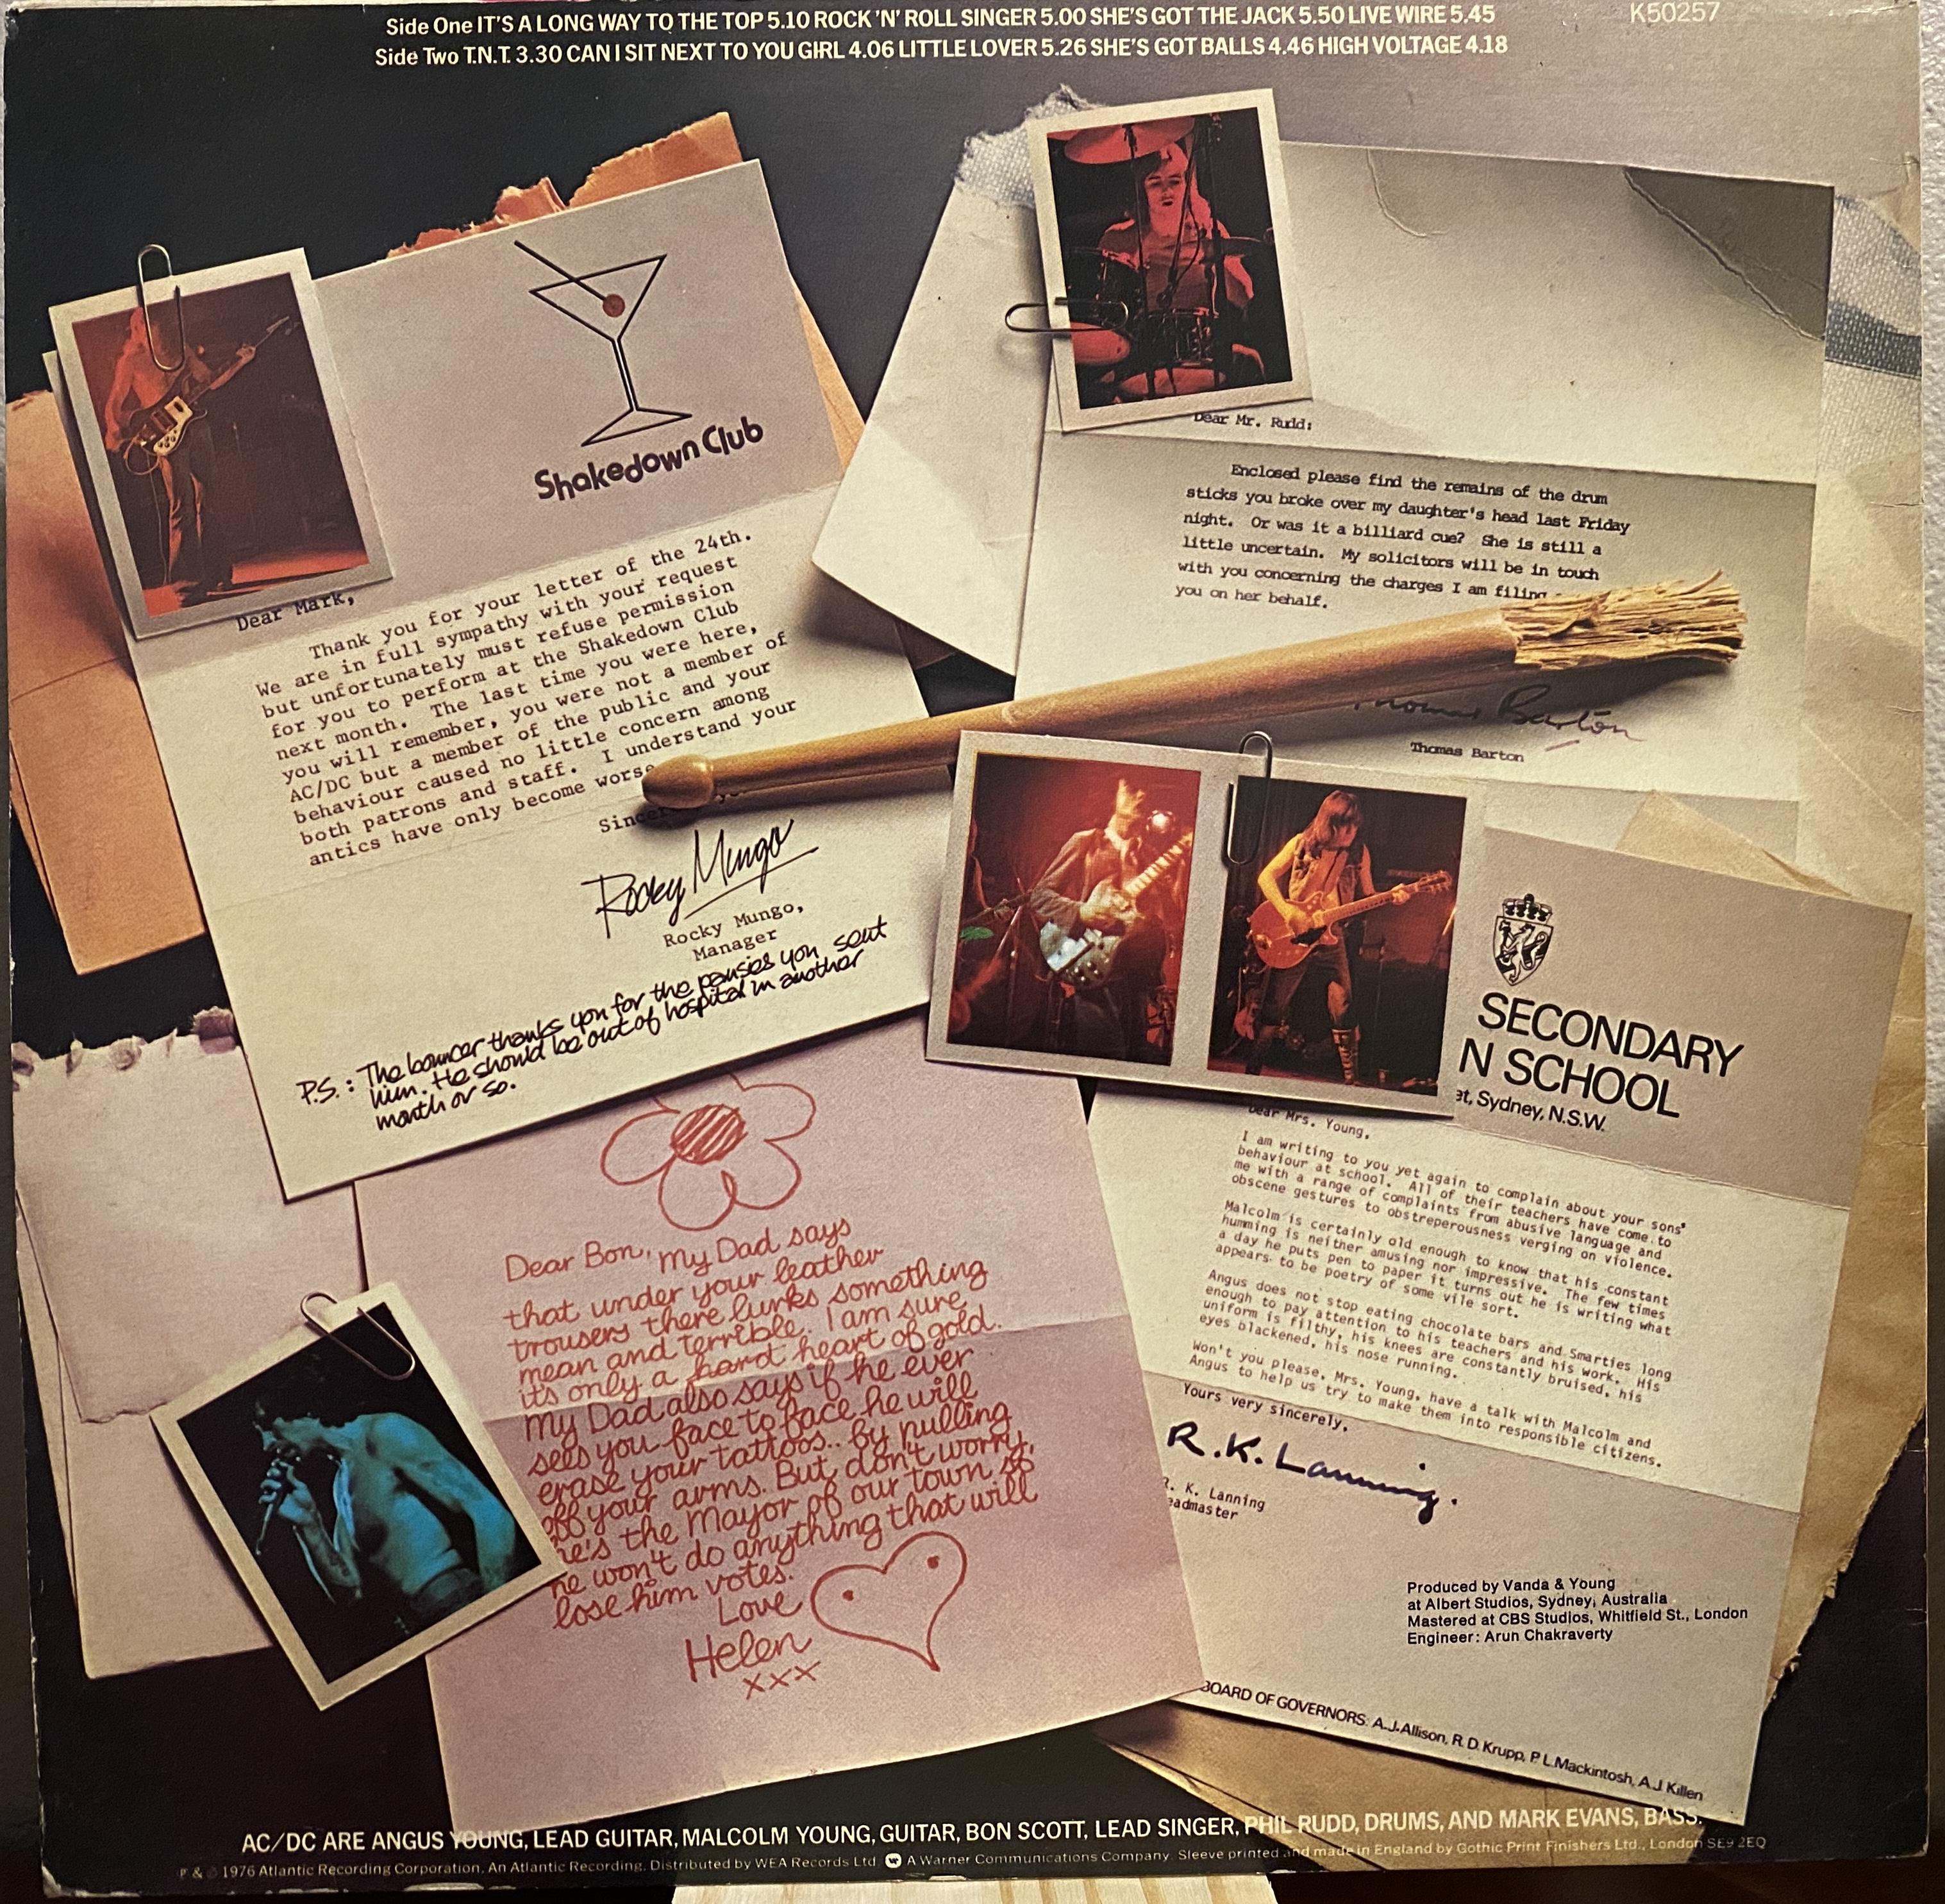 Side One IT'S A LONG WAY TO THE TOP 5.10 ROCK 'N' ROLL SINGER 5.00 SHE'S GOT THE JACK 5.50 LIVE WIRE 5.45
K50257
Side Two T.N.T. 3.30 CAN I SIT NEXT TO YOU GIRL 4.06 LITTLE LOVER 5.26 SHE'S GOT BALLS 4.46 HIGH VOLTAGE 4.18
Shakedown Club
Dear Mark,
Thank you for your letter of the 24th.
We are in full sympathy with your request
but unfortunately must refuse permission
for you to perform at the Shakedown Club
next month. The last time you were here,
you will remember, you were not a member of
AC/DC but a member of the public and your
behaviour caused no little concern among
both patrons and staff. I understand your
antics have only become worse
Rocky Mungo
Rocky Mungo,
Manager
P.S.: The bouncer thanks you for the pansies you sent
him. He should be out of hospital in another
month or so.
Dear Mr. Rudd:
Enclosed please find the remains of the drum
sticks you broke over my daughter's head last Friday
night. Or was it a billiard cue? She is still a
little uncertain. My solicitors will be in touch
with you concerning the charges I am filing
you on her behalf.
Thomas Barton
Thomas Barton
SECONDARY
N SCHOOL
et, Sydney, N.S.W.
Dear Mrs. Young,
I am writing to you yet again to complain about your sons'
behaviour at school. All of their teachers have come to
me with a range of complaints from abusive language and
obscene gestures to obstreperousness verging on violence.
Malcolm is certainly old enough to know that his constant
humming is neither amusing nor impressive. The few times
a day he puts pen to paper it turns out he is writing what
appears to be poetry of some vile sort.
Angus does not stop eating chocolate bars and Smarties long
enough to pay attention to his teachers and his work. His
uniform is filthy, his knees are constantly bruised, his
eyes blackened, his nose running.
Won't you please, Mrs. Young, have a talk with Malcolm and
Angus to help us try to make them into responsible citizens.
Yours very sincerely,
R.K. Lanning.
R. K. Lanning
eadmaster
Dear Bon, my Dad says
that under your leather
trousers there lurks something
mean and terrible. I am sure
it's only a hard heart of gold.
My Dad also says if he ever
sees you face to face he will
erase your tattoos.. by pulling
off your arms. But, don't worry,
he's the Mayor of our town so
he won't do anything that will
lose him votes.
Love
Helen
xxx
Produced by Vanda & Young
at Albert Studios, Sydney, Australia
Mastered at CBS Studios, Whitfield St., London
Engineer: Arun Chakraverty
BOARD OF GOVERNORS: A.J. Allison, R.D. Krupp, P.L. Mackintosh, A.J. Killen
AC/DC ARE ANGUS YOUNG, LEAD GUITAR, MALCOLM YOUNG, GUITAR, BON SCOTT, LEAD SINGER, PHIL RUDD, DRUMS, AND MARK EVANS, BASS.
℗ & © 1976 Atlantic Recording Corporation. An Atlantic Recording. Distributed by WEA Records Ltd. A Warner Communications Company. Sleeve printed and made in England by Gothic Print Finishers Ltd., London SE9 2EQ